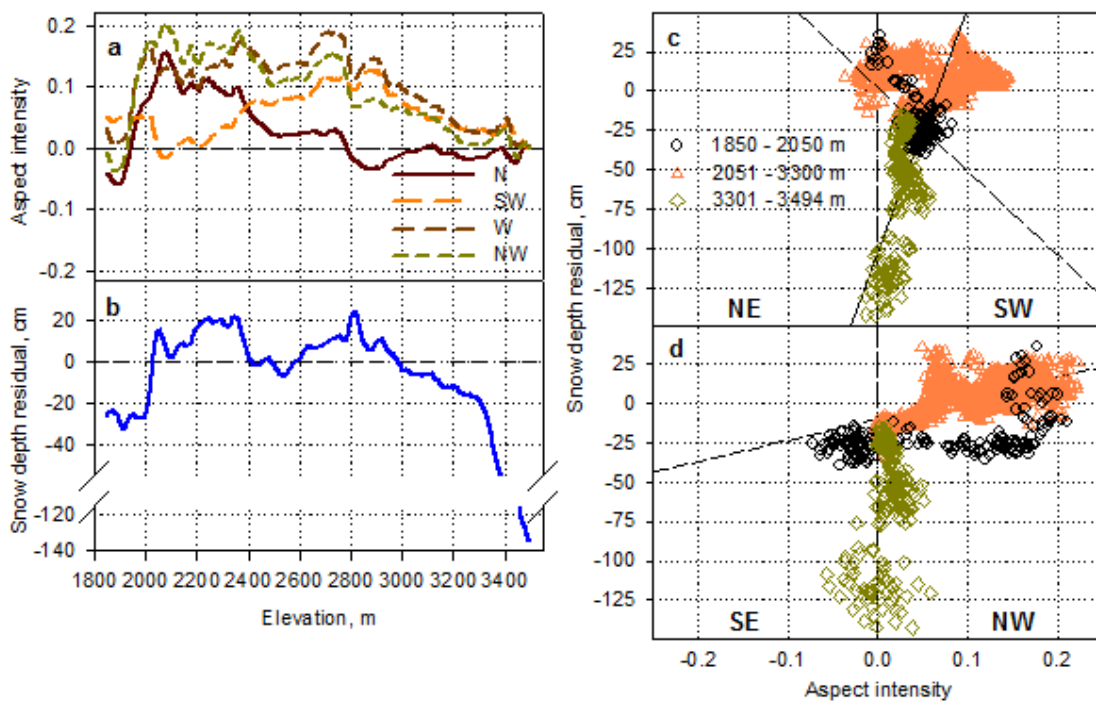 a
0.2
0.1
0.0
-0.1
-0.2
Aspect intensity
N
SW
W
NW
b
20
0
-20
-40
-120
-140
Snow depth residual, cm
1800 2000 2200 2400 2600 2800 3000 3200 3400
Elevation, m
c
25
0
-25
-50
-75
-100
-125
1850 - 2050 m
2051 - 3300 m
3301 - 3494 m
NE
SW
Snow depth residual, cm
d
25
0
-25
-50
-75
-100
-125
SE
NW
-0.2 -0.1 0.0 0.1 0.2
Aspect intensity